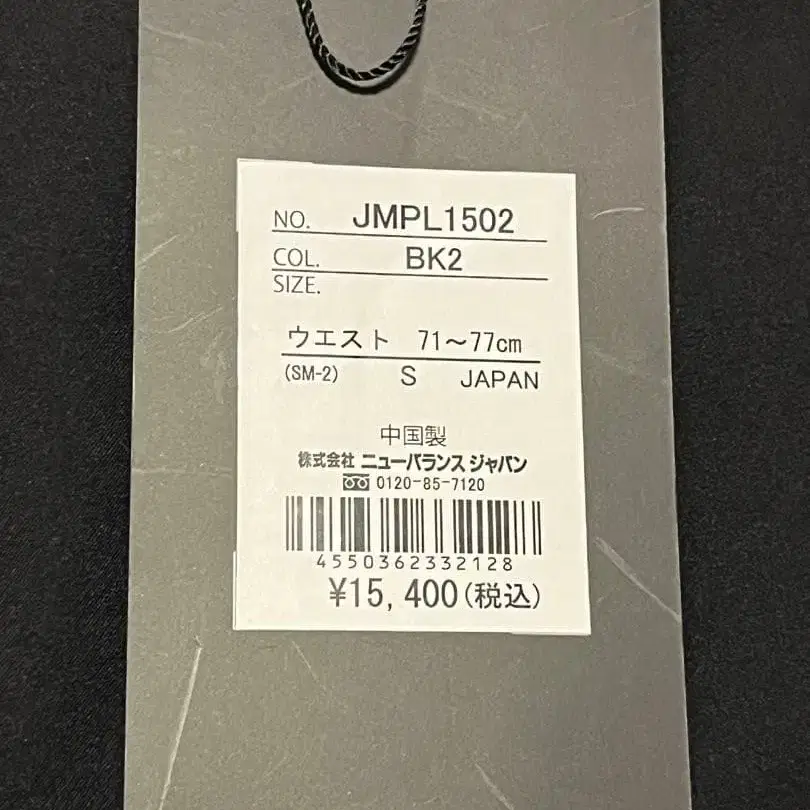 NO. JMPL1502
COL. BK2
SIZE.
ウエスト 71～77cm
(SM-2) S JAPAN
中国製
株式会社 ニューバランス ジャパン
0120-85-7120
4550362332128
¥15,400(税込)